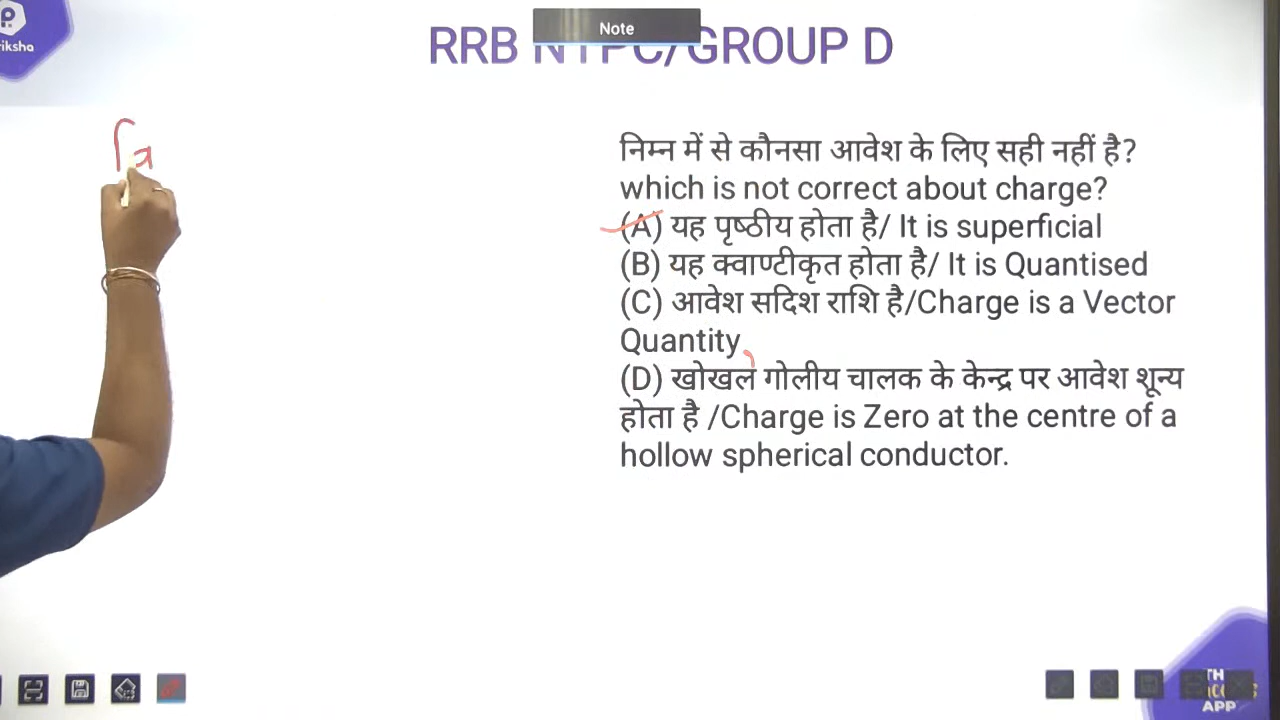 riksha
Note
RRB NTPC/GROUP D
निम्न में से कौनसा आवेश के लिए सही नहीं है?
which is not correct about charge?
(A) यह पृष्ठीय होता है/ It is superficial
(B) यह क्वाण्टीकृत होता है/ It is Quantised
(C) आवेश सदिश राशि है/Charge is a Vector
Quantity
(D) खोखल गोलीय चालक के केन्द्र पर आवेश शून्य
होता है /Charge is Zero at the centre of a
hollow spherical conductor.
APP